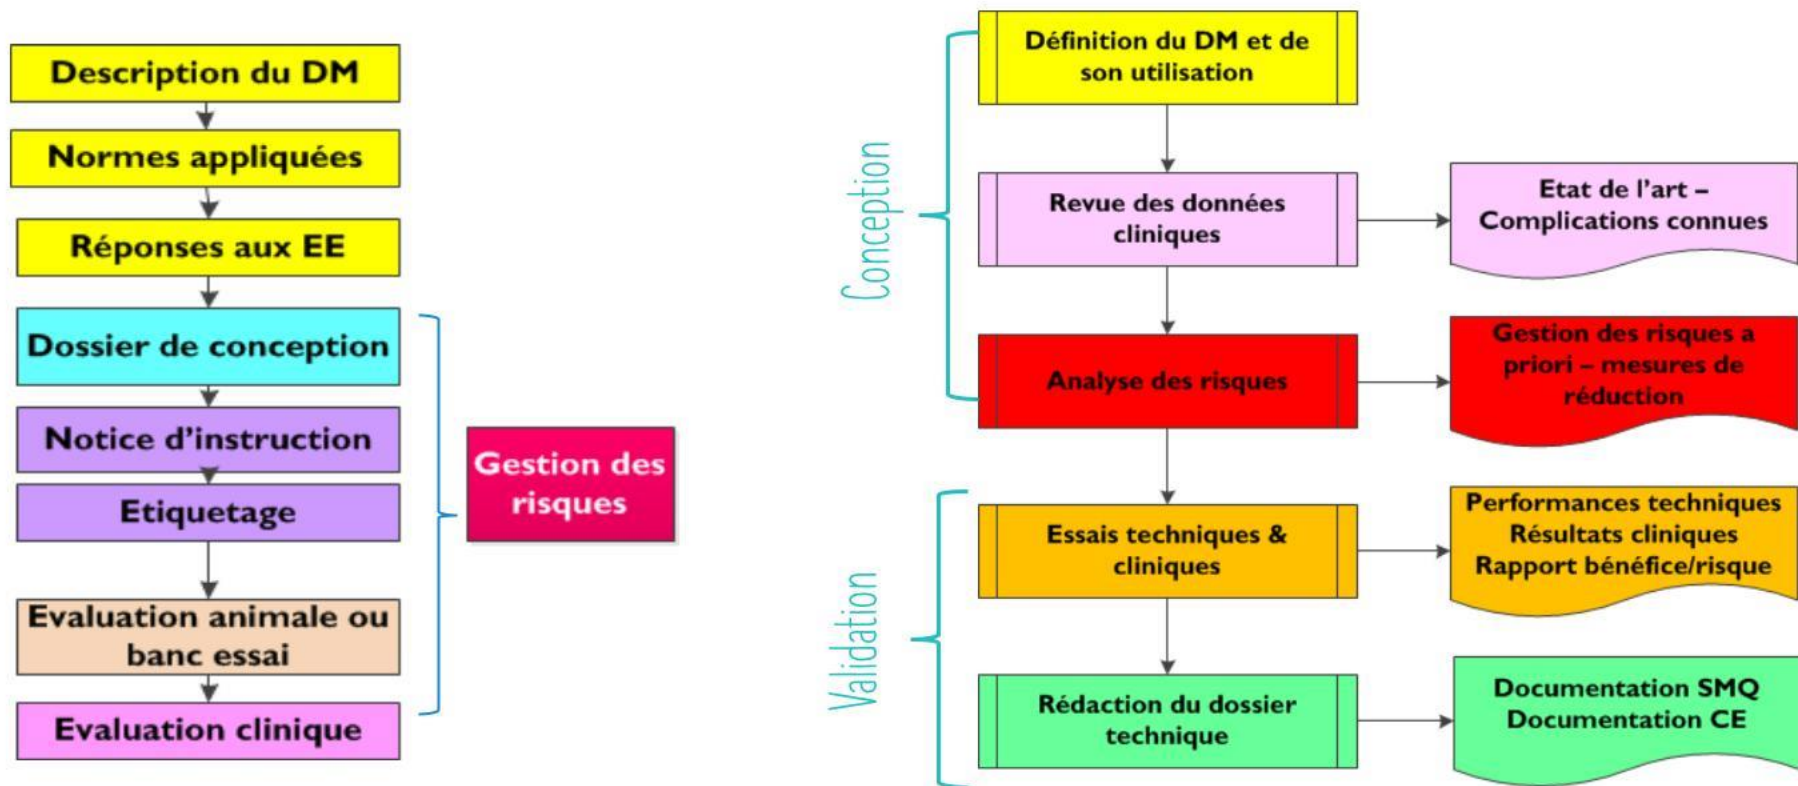 Description du DM
Normes appliquées
Réponses aux EE
Dossier de conception
Notice d'instruction
Etiquetage
Evaluation animale ou
banc essai
Evaluation clinique
Gestion des
risques
Conception
Définition du DM et de
son utilisation
Revue des données
cliniques
Etat de l'art –
Complications connues
Analyse des risques
Gestion des risques a
priori – mesures de
réduction
Validation
Essais techniques &
cliniques
Performances techniques
Résultats cliniques
Rapport bénéfice/risque
Rédaction du dossier
technique
Documentation SMQ
Documentation CE